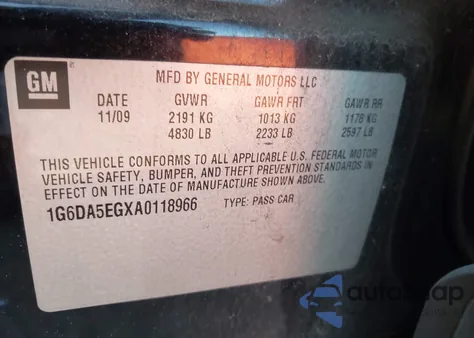 GM
MFD BY GENERAL MOTORS LLC
DATE GVWR GAWR FRT GAWR RR
11/09 2191 KG 1013 KG 1178 KG
4830 LB 2233 LB 2597 LB
THIS VEHICLE CONFORMS TO ALL APPLICABLE U.S. FEDERAL MOTOR
VEHICLE SAFETY, BUMPER, AND THEFT PREVENTION STANDARDS IN
EFFECT ON THE DATE OF MANUFACTURE SHOWN ABOVE.
1G6DA5EGXA0118966 TYPE: PASS CAR